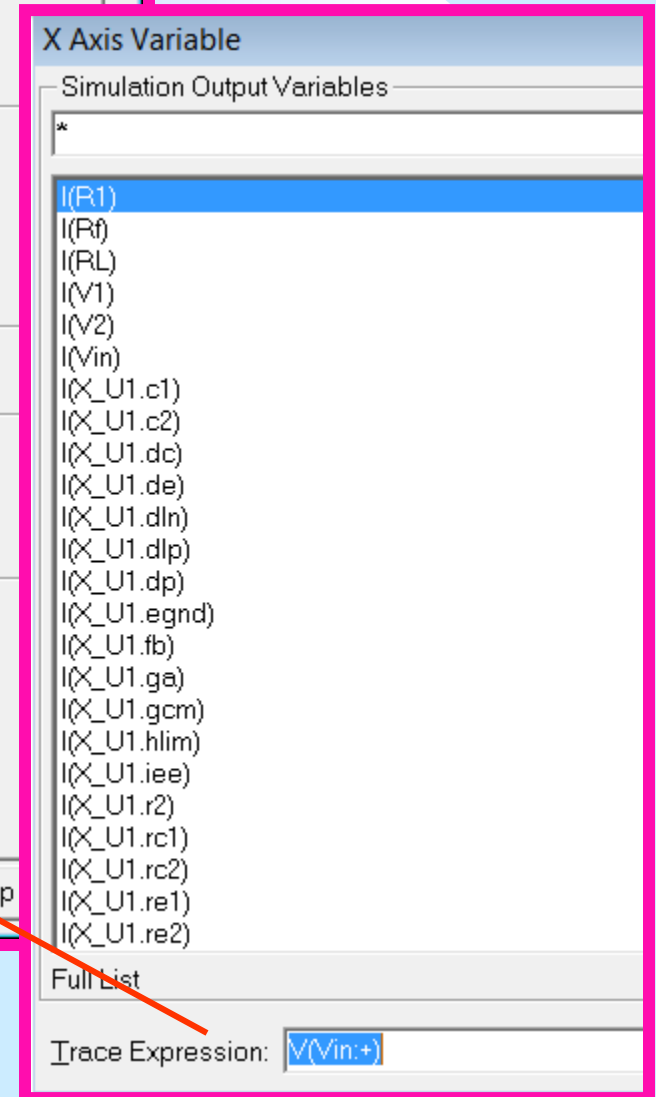 X Axis Variable
Simulation Output Variables
*
I(R1)
I(Rf)
I(RL)
I(V1)
I(V2)
I(Vin)
I(X_U1.c1)
I(X_U1.c2)
I(X_U1.dc)
I(X_U1.de)
I(X_U1.dln)
I(X_U1.dlp)
I(X_U1.dp)
I(X_U1.egnd)
I(X_U1.fb)
I(X_U1.ga)
I(X_U1.gcm)
I(X_U1.hlim)
I(X_U1.iee)
I(X_U1.r2)
I(X_U1.rc1)
I(X_U1.rc2)
I(X_U1.re1)
p
I(X_U1.re2)
Full List
Trace Expression: V(Vin:+)